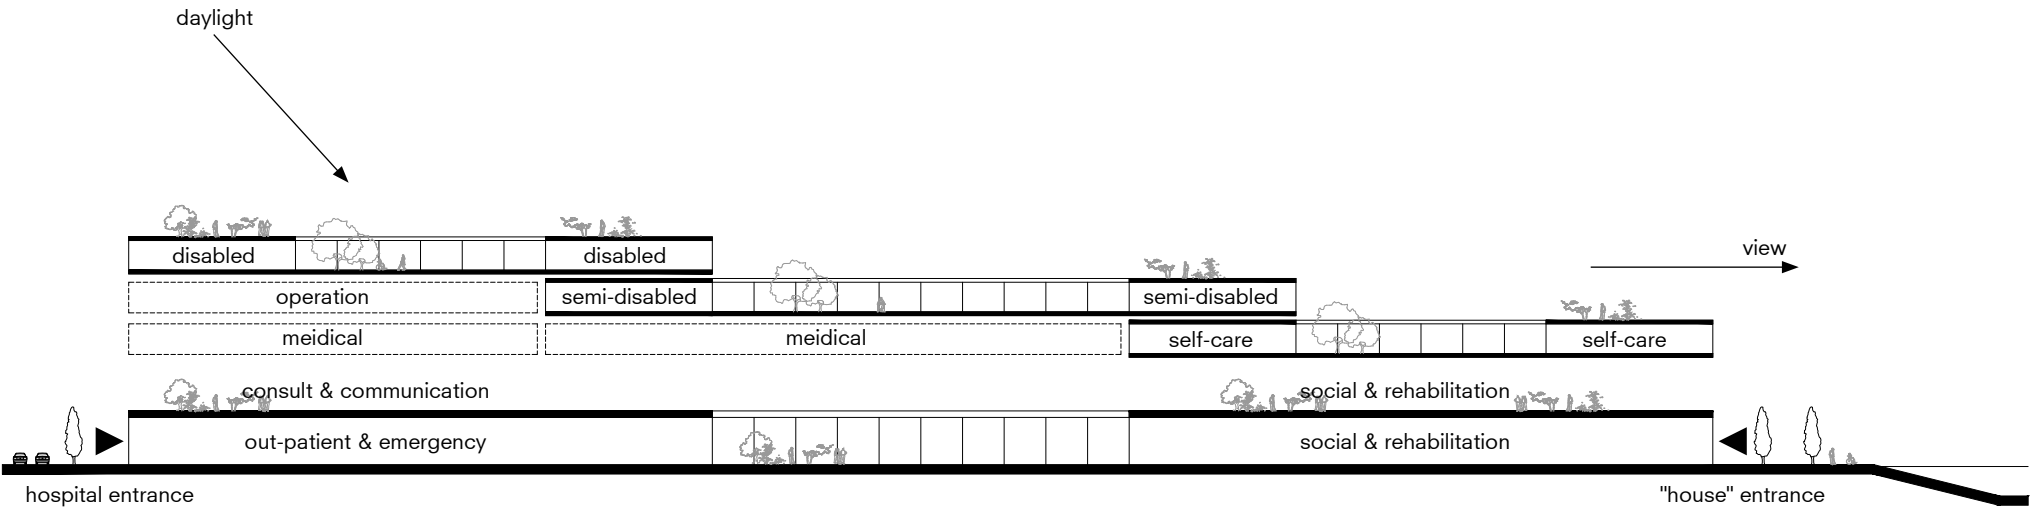 daylight
view
disabled
disabled
operation
semi-disabled
semi-disabled
meidical
meidical
self-care
self-care
consult & communication
social & rehabilitation
out-patient & emergency
social & rehabilitation
hospital entrance
"house" entrance